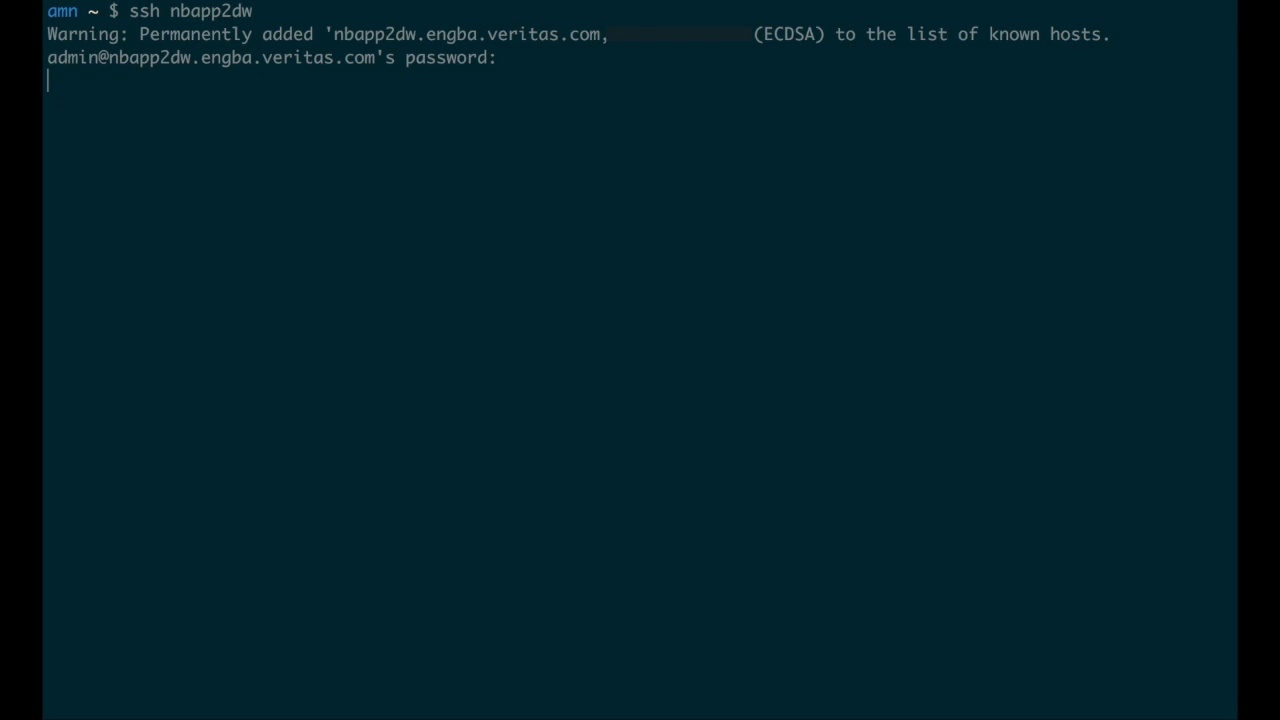 amn ~ $ ssh nbapp2dw
Warning: Permanently added 'nbapp2dw.engba.veritas.com, (ECDSA) to the list of known hosts.
admin@nbapp2dw.engba.veritas.com's password: